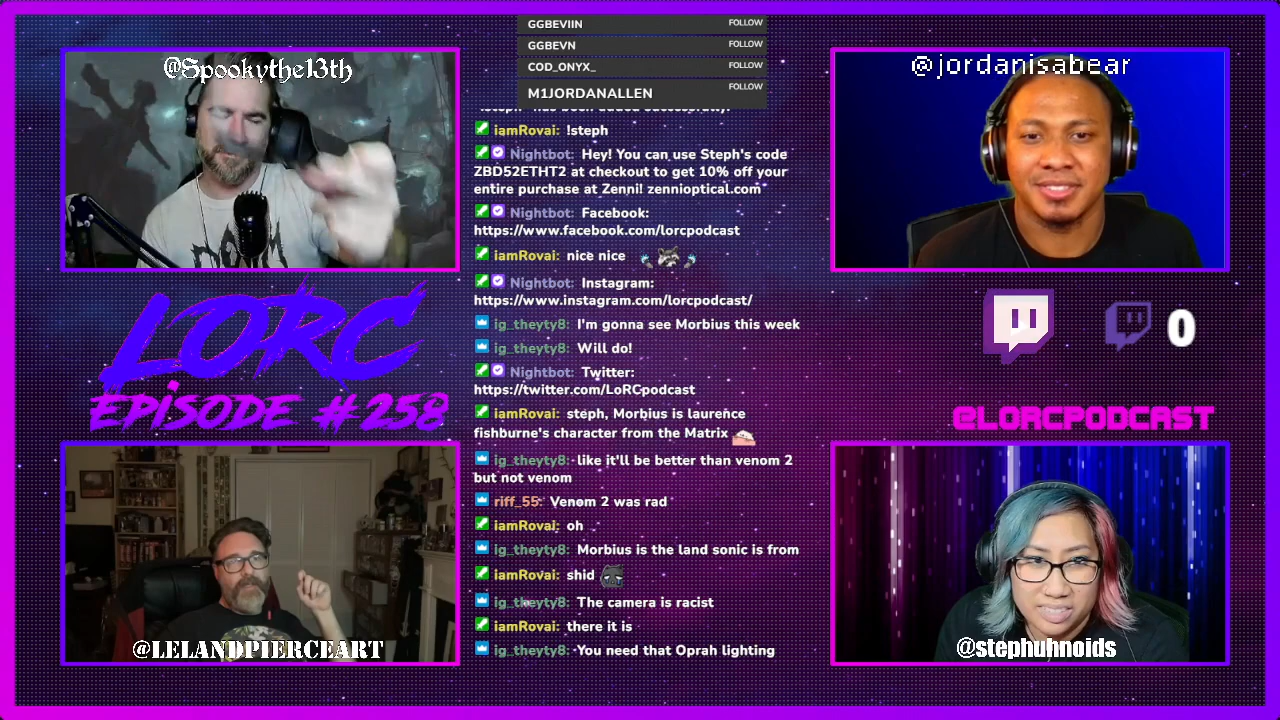 GGBEVIIN FOLLOW
GGBEVN FOLLOW
COD_ONYX_ FOLLOW
M1JORDANALLEN FOLLOW
@Spookythe13th
@jordanisabear
iamRovai: !steph
Nightbot: Hey! You can use Steph's code
ZBD52ETHT2 at checkout to get 10% off your
entire purchase at Zenni! zennioptical.com
Nightbot: Facebook:
https://www.facebook.com/lorcpodcast
iamRovai: nice nice
Nightbot: Instagram:
https://www.instagram.com/lorcpodcast/
ig_theyty8: I'm gonna see Morbius this week
ig_theyty8: Will do!
Nightbot: Twitter:
https://twitter.com/LoRCpodcast
iamRovai: steph, Morbius is laurence
fishburne's character from the Matrix
ig_theyty8: like it'll be better than venom 2
but not venom
riff_55: Venom 2 was rad
iamRovai: oh
ig_theyty8: Morbius is the land sonic is from
iamRovai: shid
ig_theyty8: The camera is racist
iamRovai: there it is
ig_theyty8: You need that Oprah lighting
LORC
EPISODE #258
0
@LORCPODCAST
@LELANDPIERCEART
@stephuhnoids